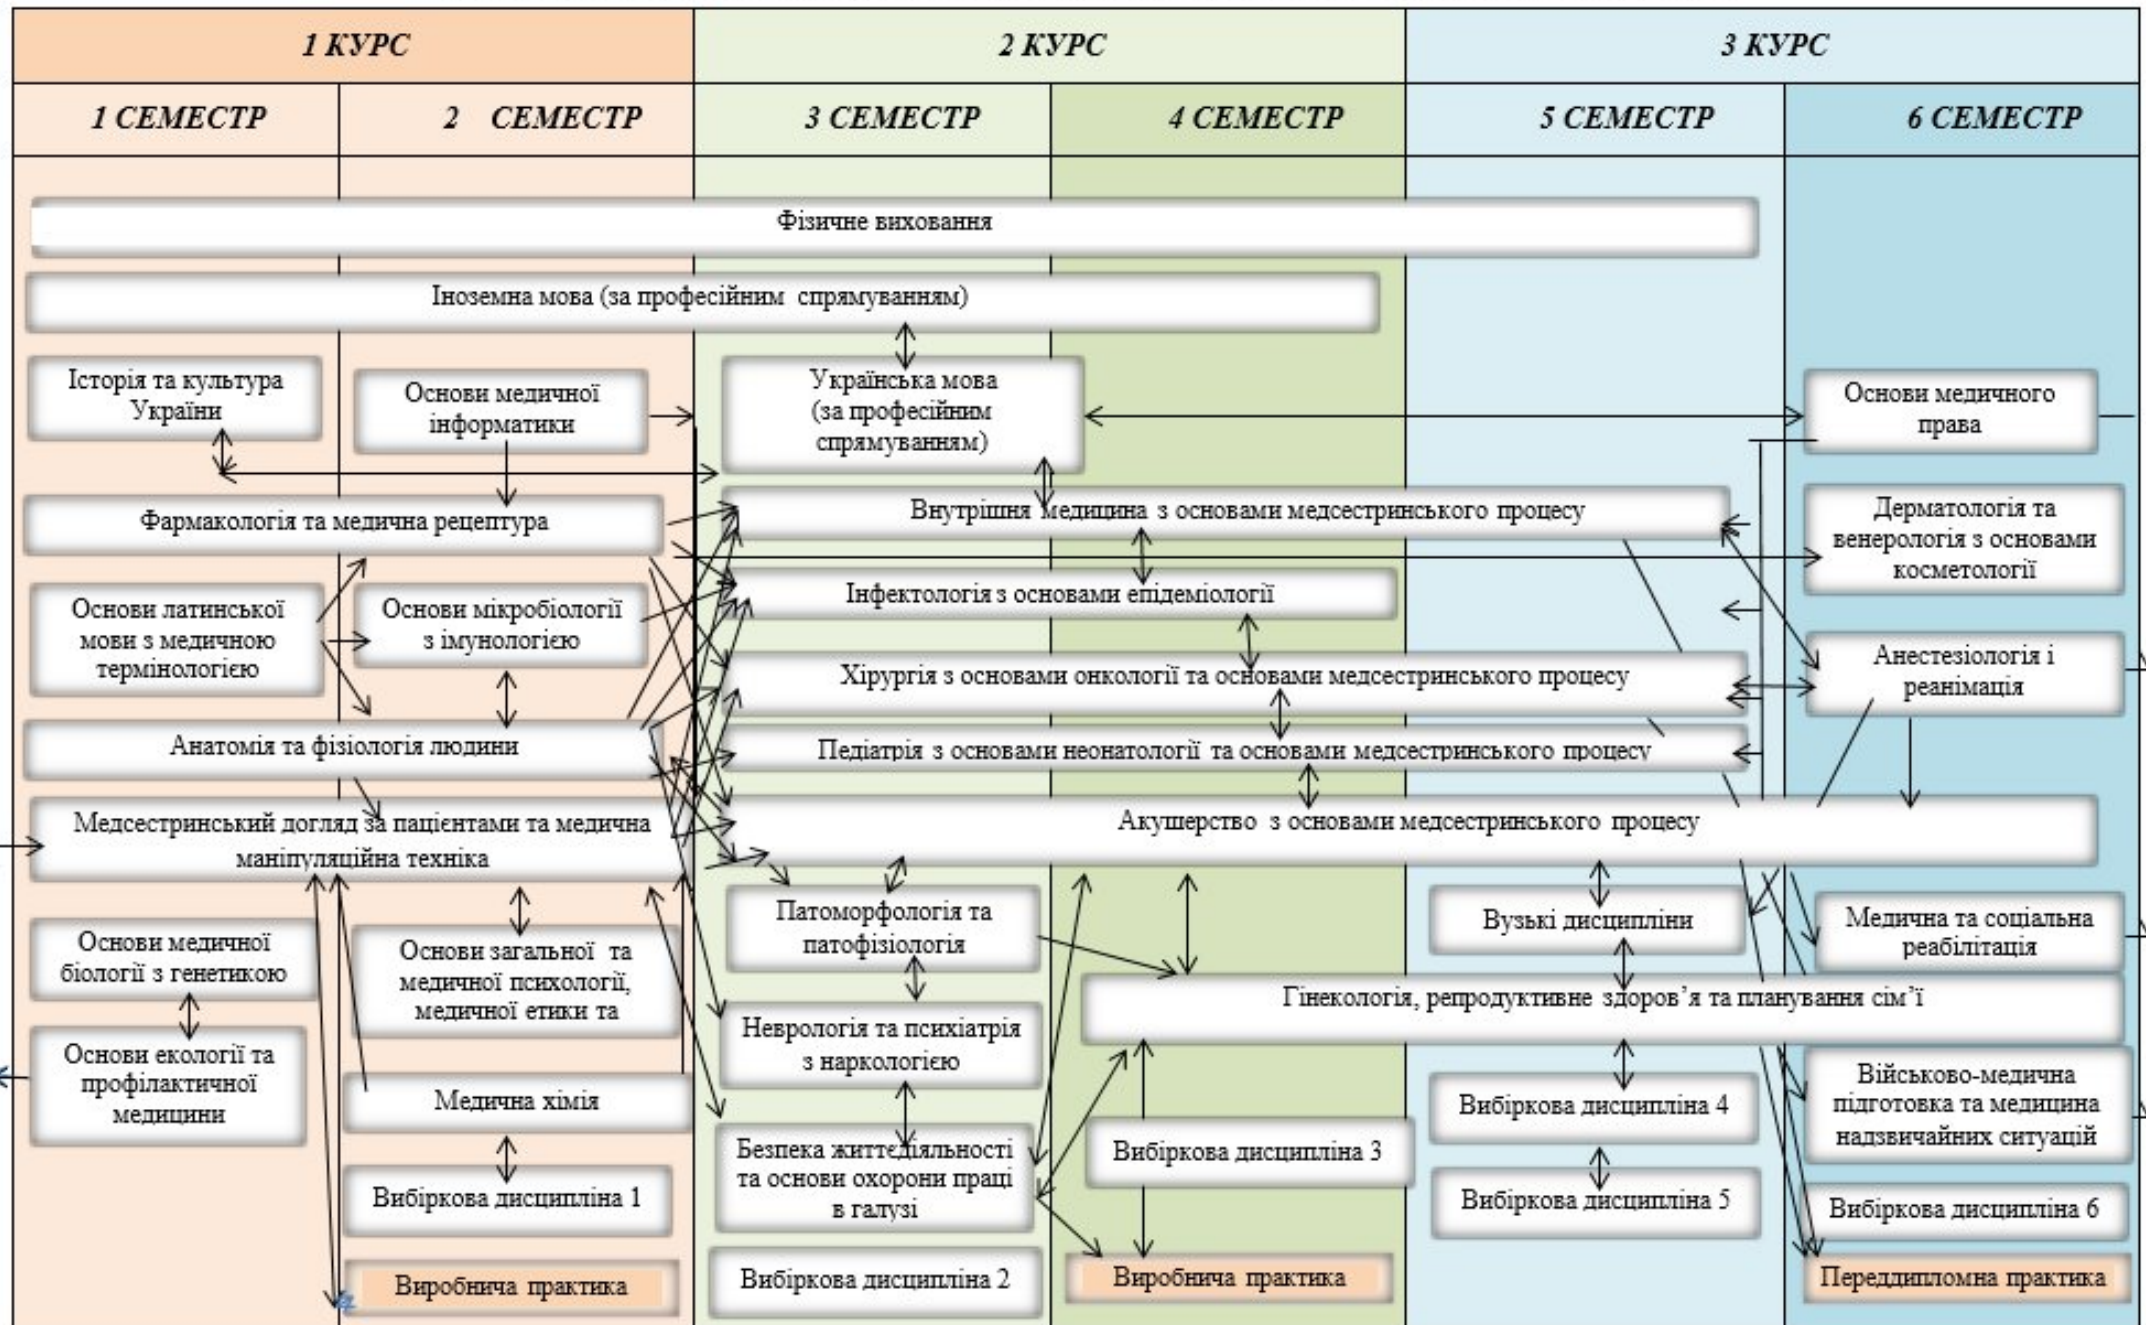 1 КУРС
2 КУРС
3 КУРС
1 СЕМЕСТР
2 СЕМЕСТР
3 СЕМЕСТР
4 СЕМЕСТР
5 СЕМЕСТР
6 СЕМЕСТР
Фізичне виховання
Іноземна мова (за професійним спрямуванням)
Історія та культура
України
Основи медичної
інформатики
Українська мова
(за професійним
спрямуванням)
Основи медичного
права
Фармакологія та медична рецептура
Внутрішня медицина з основами медсестринського процесу
Дерматологія та
венерологія з основами
косметології
Основи латинської
мови з медичною
термінологією
Основи мікробіології
з імунологією
Інфектологія з основами епідеміології
Хірургія з основами онкології та основами медсестринського процесу
Анестезіологія і
реанімація
Анатомія та фізіологія людини
Педіатрія з основами неонатології та основами медсестринського процесу
Медсестринський догляд за пацієнтами та медична
маніпуляційна техніка
Акушерство з основами медсестринського процесу
Основи медичної
біології з генетикою
Основи загальної та
медичної психології,
медичної етики та
Патоморфологія та
патофізіологія
Вузькі дисципліни
Медична та соціальна
реабілітація
Гінекологія, репродуктивне здоров’я та планування сім’ї
Основи екології та
профілактичної
медицини
Медична хімія
Неврологія та психіатрія
з наркологією
Вибіркова дисципліна 4
Військово-медична
підготовка та медицина
надзвичайних ситуацій
Вибіркова дисципліна 1
Безпека життєдіяльності
та основи охорони праці
в галузі
Вибіркова дисципліна 3
Вибіркова дисципліна 5
Вибіркова дисципліна 6
Виробнича практика
Вибіркова дисципліна 2
Виробнича практика
Переддипломна практика